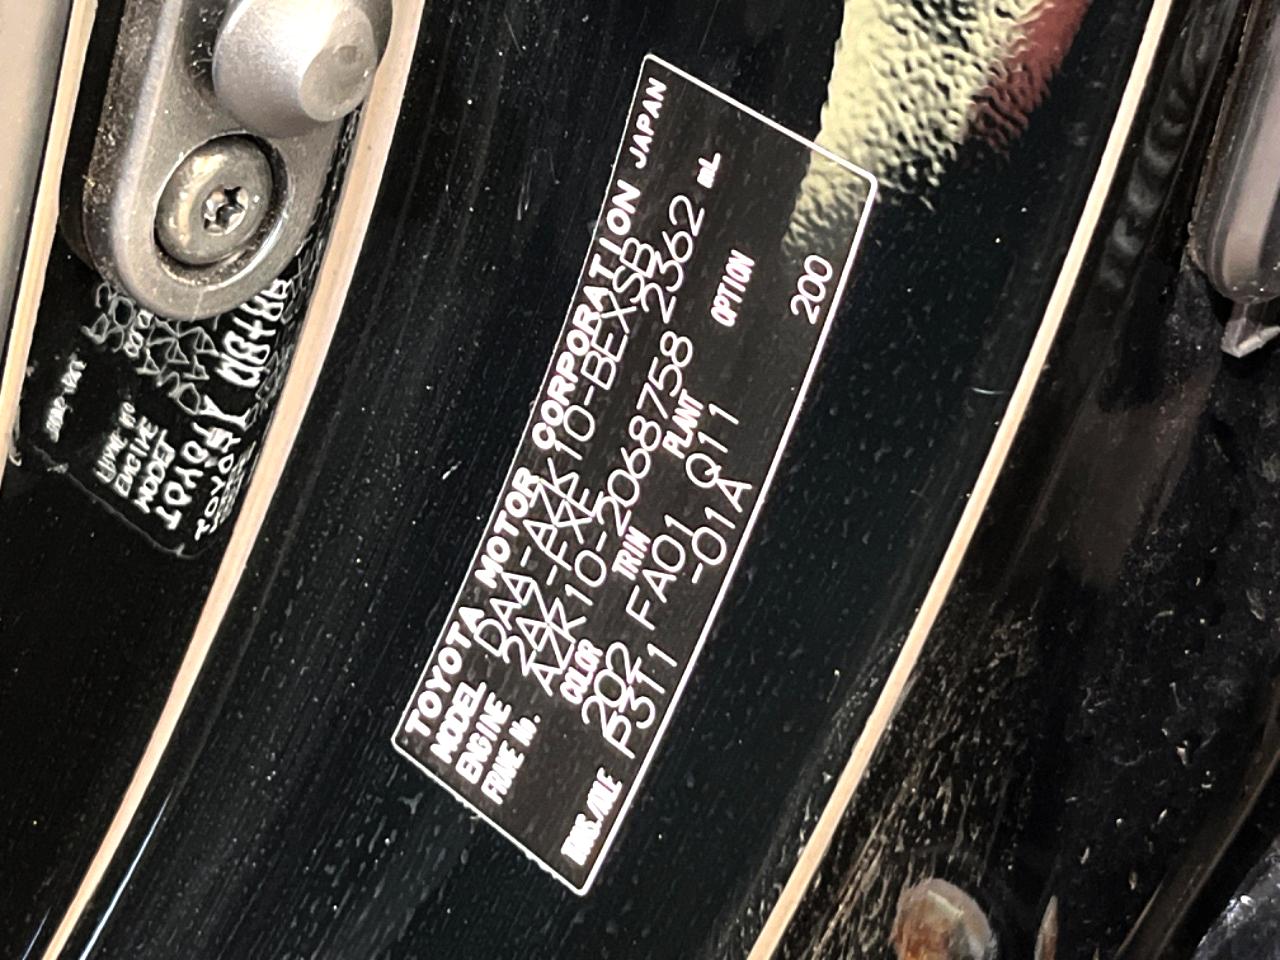 TOYOTA MOTOR CORPORATION JAPAN
MODEL DAA-AZK10-BEXSB
ENGINE 2AZ-FXE 2362 mL
FRAME No. AZK10-2068758
COLOR TRIM PLANT OPTION
202 FA01 Q11 200
TRANS./AXLE P311 -01A